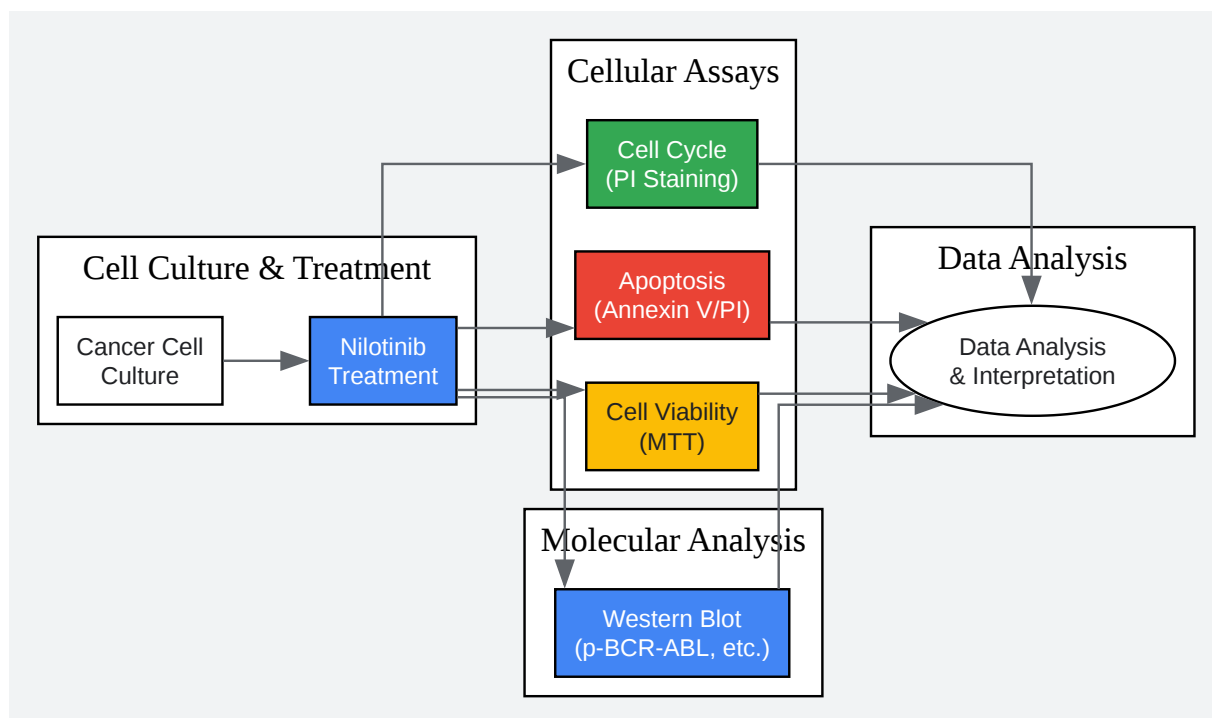 Cell Culture & Treatment
Cancer Cell
Culture
Nilotinib
Treatment
Cellular Assays
Cell Cycle
(PI Staining)
Apoptosis
(Annexin V/PI)
Cell Viability
(MTT)
Molecular Analysis
Western Blot
(p-BCR-ABL, etc.)
Data Analysis
Data Analysis
& Interpretation